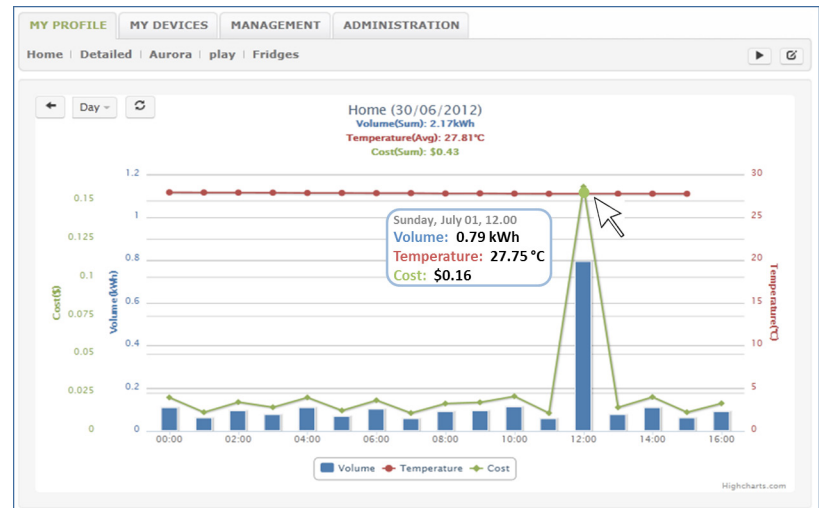 MY PROFILE MY DEVICES MANAGEMENT ADMINISTRATION
Home | Detailed | Aurora | play | Fridges
Day
Home (30/06/2012)
Volume(Sum): 2.17kWh
Temperature(Avg): 27.81°C
Cost(Sum): $0.43
Cost($)
0.15
0.125
0.1
0.075
0.05
0.025
0
Volume(kWh)
1.2
1
0.8
0.6
0.4
0.2
0
Sunday, July 01, 12.00
Volume: 0.79 kWh
Temperature: 27.75 °C
Cost: $0.16
30
25
20
15
10
5
0
Temperature(°C)
00:00 02:00 04:00 06:00 08:00 10:00 12:00 14:00 16:00
Volume Temperature Cost
Highcharts.com